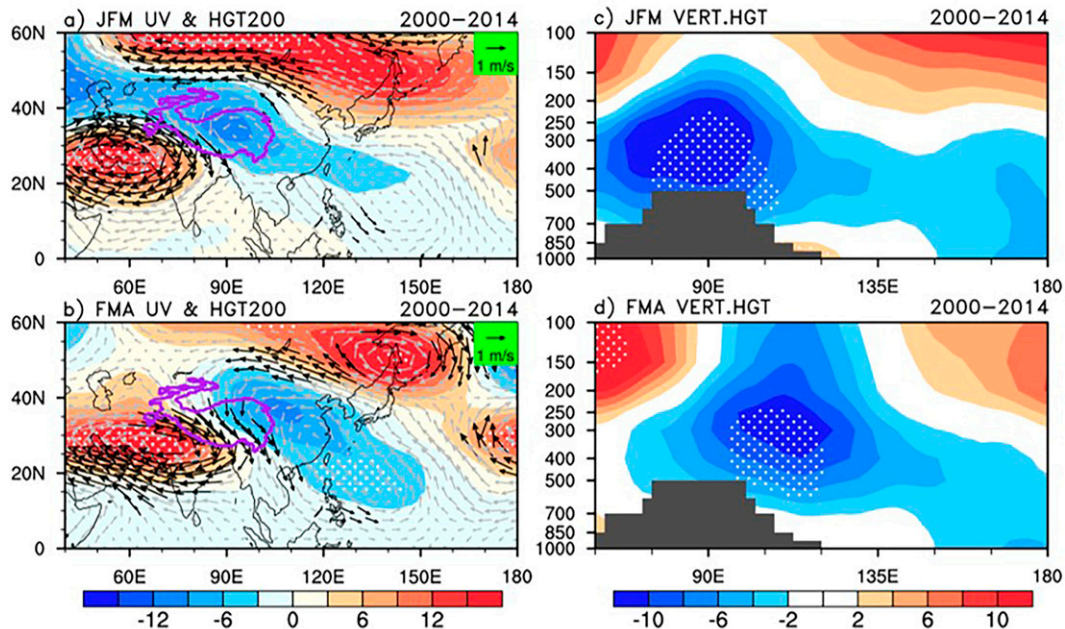 a) JFM UV & HGT200 2000-2014
60N
40N
20N
0
1 m/s
60E 90E 120E 150E 180
c) JFM VERT.HGT 2000-2014
100
150
200
250
300
400
500
700
850
1000
90E 135E 180
b) FMA UV & HGT200 2000-2014
60N
40N
20N
0
1 m/s
60E 90E 120E 150E 180
-12 -6 0 6 12
d) FMA VERT.HGT 2000-2014
100
150
200
250
300
400
500
700
850
1000
90E 135E 180
-10 -6 -2 2 6 10